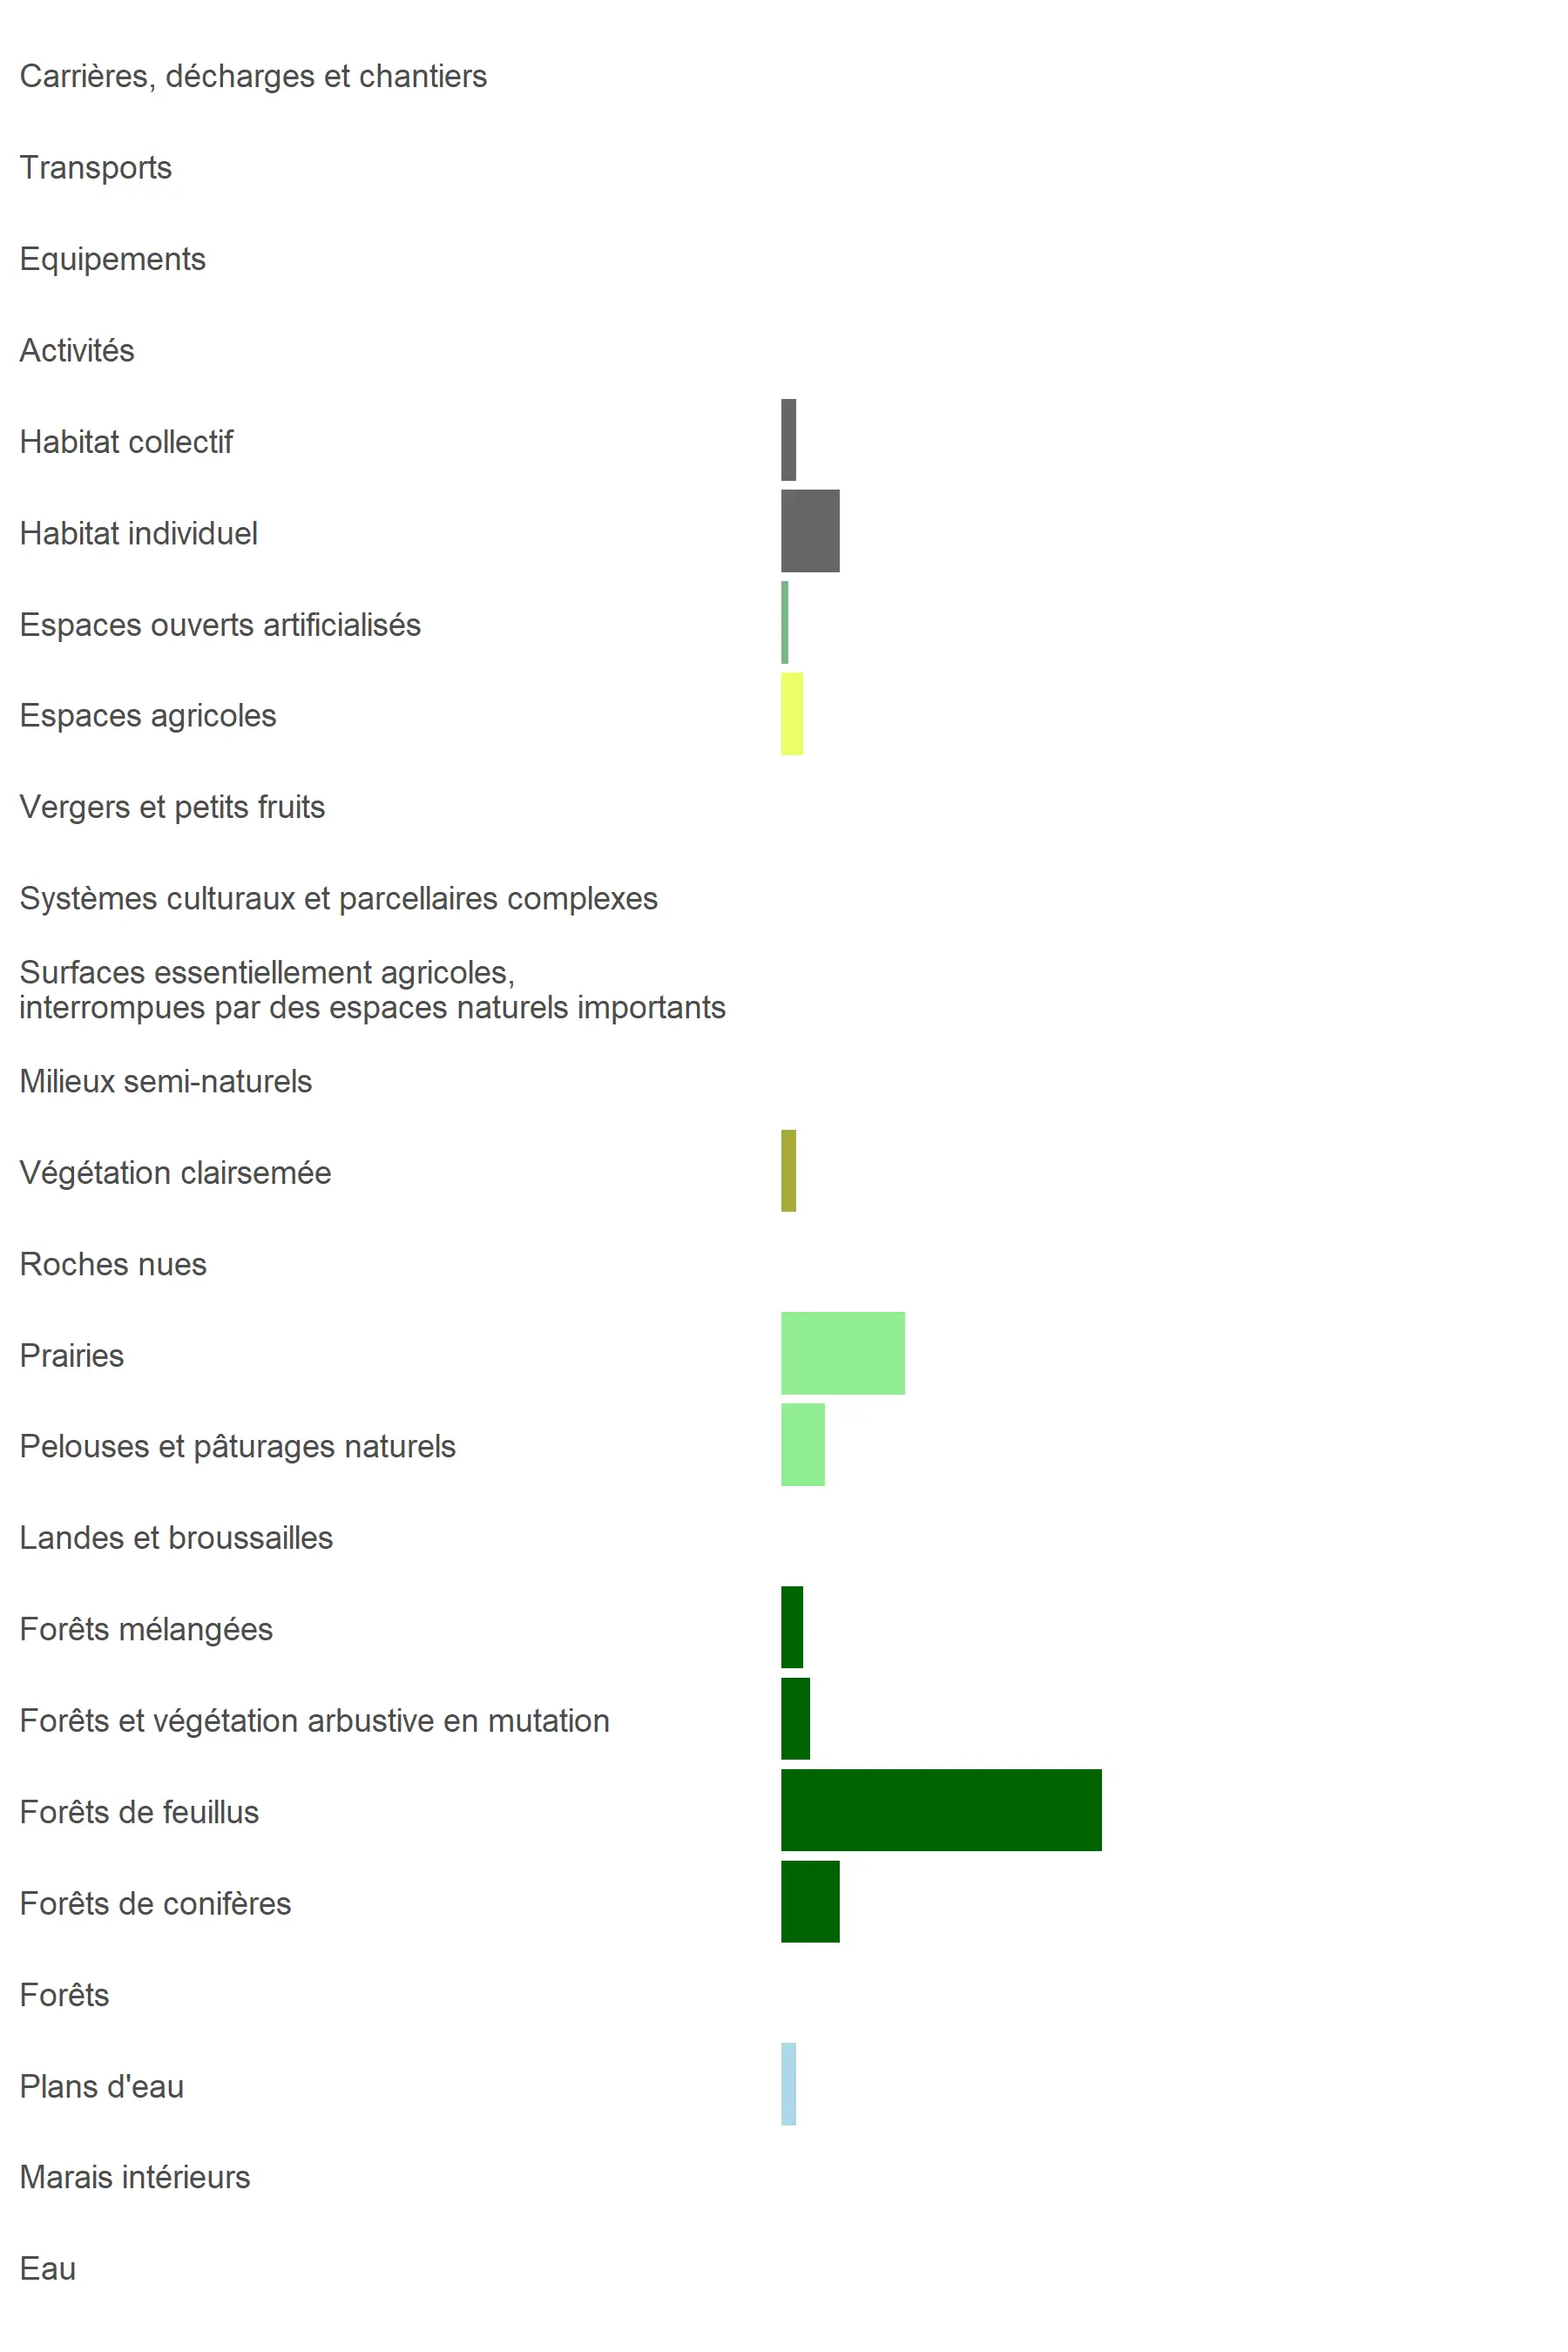 Carrières, décharges et chantiers
Transports
Equipements
Activités
Habitat collectif
Habitat individuel
Espaces ouverts artificialisés
Espaces agricoles
Vergers et petits fruits
Systèmes culturaux et parcellaires complexes
Surfaces essentiellement agricoles,
interrompues par des espaces naturels importants
Milieux semi-naturels
Végétation clairsemée
Roches nues
Prairies
Pelouses et pâturages naturels
Landes et broussailles
Forêts mélangées
Forêts et végétation arbustive en mutation
Forêts de feuillus
Forêts de conifères
Forêts
Plans d'eau
Marais intérieurs
Eau